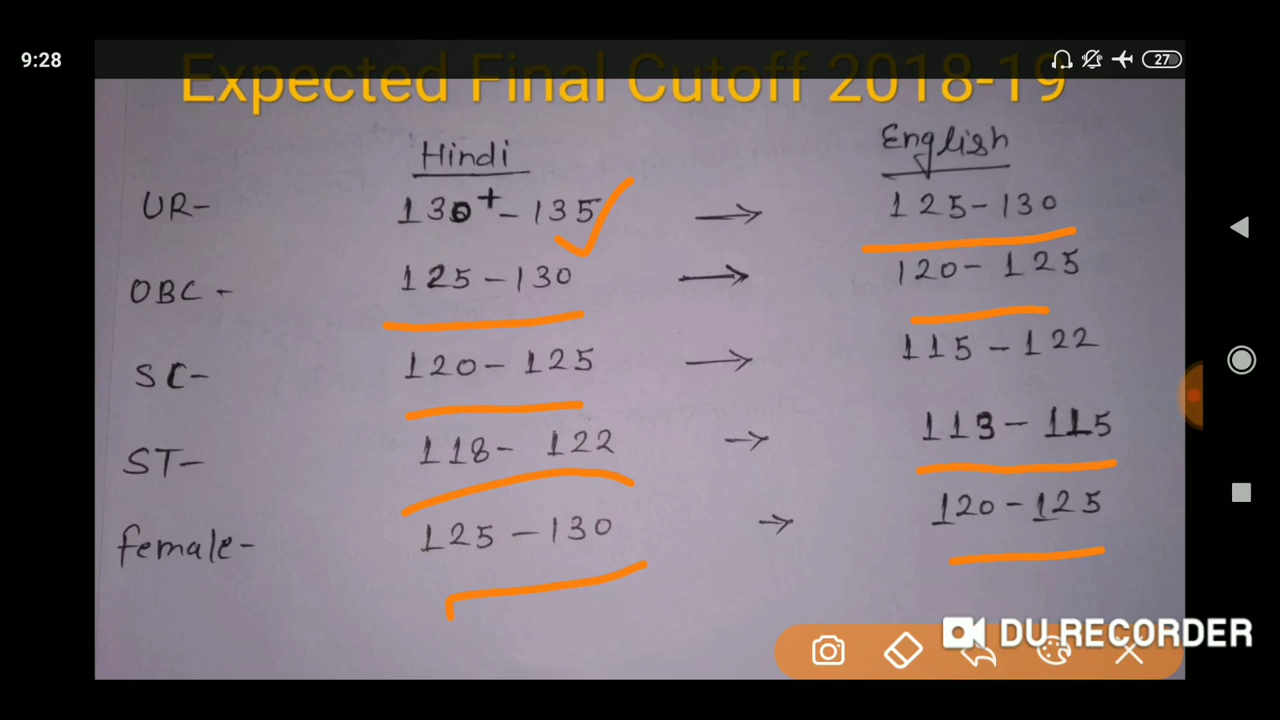 9:28 27
Expected Final Cutoff 2018-19
Hindi English
UR- 130+-135 → 125-130
OBC- 125-130 → 120-125
SC- 120-125 → 115-122
ST- 118-122 → 113-115
female- 125-130 → 120-125
DU RECORDER